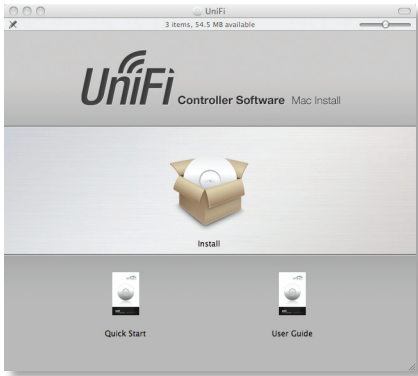 UniFi
3 items, 54.5 MB available
UniFi Controller Software Mac Install
Install
Quick Start
User Guide